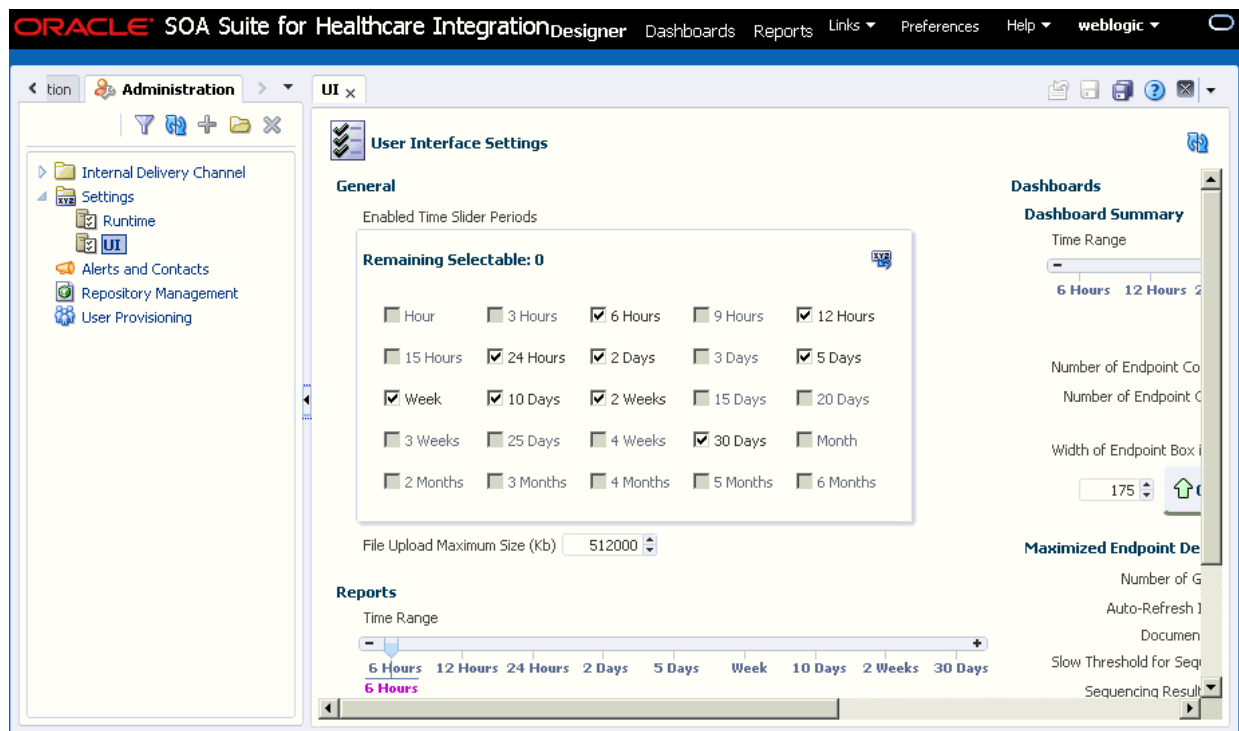 ORACLE SOA Suite for Healthcare Integration Designer Dashboards Reports Links Preferences Help weblogic
tion Administration
UI
Internal Delivery Channel
Settings
XYZ
Runtime
UI
Alerts and Contacts
Repository Management
User Provisioning
User Interface Settings
General
Enabled Time Slider Periods
Remaining Selectable: 0
XYZ
Hour 3 Hours 6 Hours 9 Hours 12 Hours
15 Hours 24 Hours 2 Days 3 Days 5 Days
Week 10 Days 2 Weeks 15 Days 20 Days
3 Weeks 25 Days 4 Weeks 30 Days Month
2 Months 3 Months 4 Months 5 Months 6 Months
File Upload Maximum Size (Kb) 512000
Reports
Time Range
6 Hours 12 Hours 24 Hours 2 Days 5 Days Week 10 Days 2 Weeks 30 Days
6 Hours
Dashboards
Dashboard Summary
Time Range
6 Hours 12 Hours 2
Number of Endpoint Co
Number of Endpoint
Width of Endpoint Box i
175
Maximized Endpoint De
Number of G
Auto-Refresh
Documen
Slow Threshold for Sequ
Sequencing Result